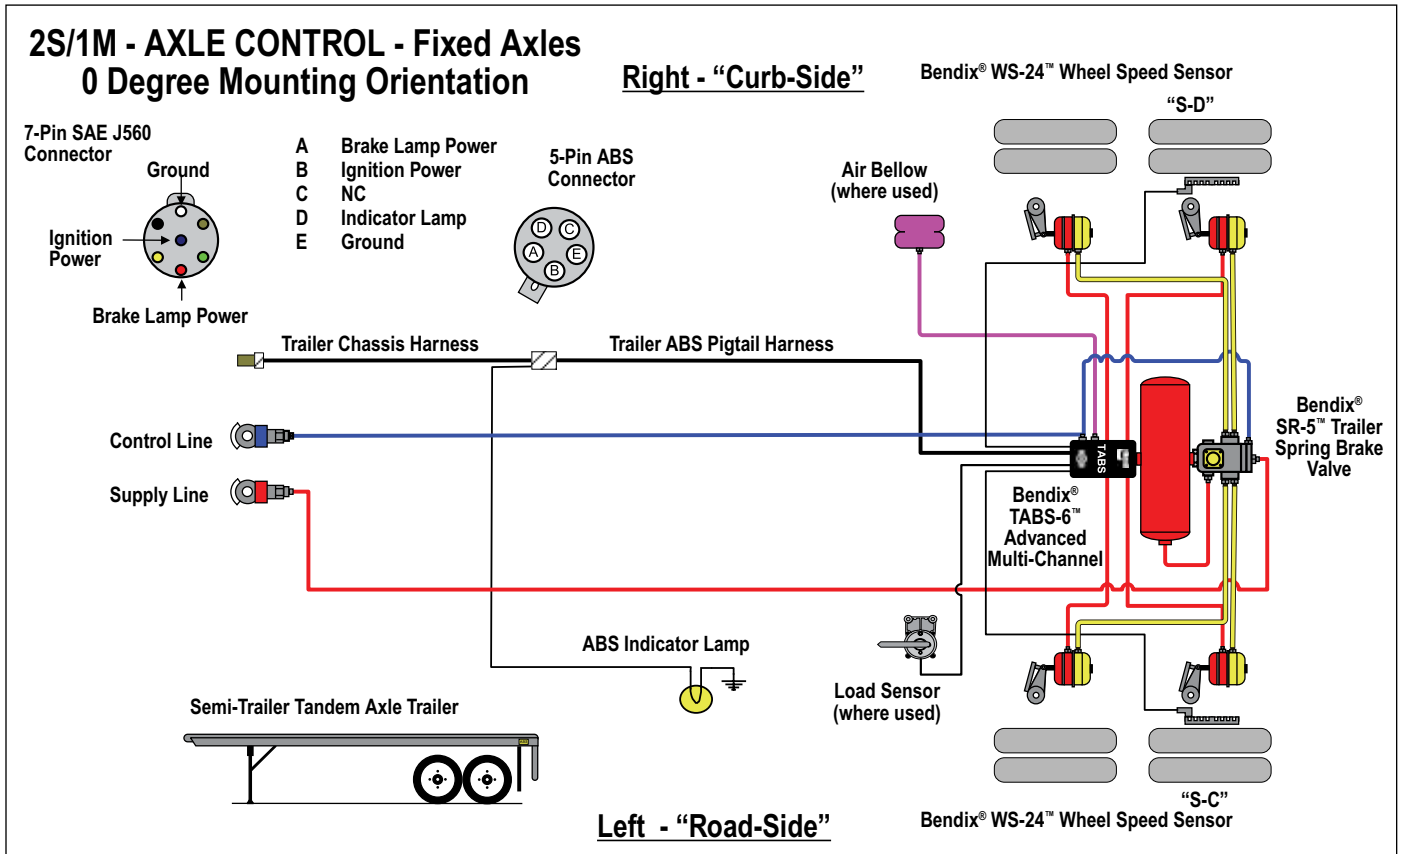 2S/1M - AXLE CONTROL - Fixed Axles
0 Degree Mounting Orientation
Right - “Curb-Side”
Bendix® WS-24™ Wheel Speed Sensor
“S-D”
7-Pin SAE J560
Connector
Ground
Ignition
Power
Brake Lamp Power
A Brake Lamp Power
B Ignition Power
C NC
D Indicator Lamp
E Ground
5-Pin ABS
Connector
D
C
A
E
B
Air Bellow
(where used)
Trailer Chassis Harness
Trailer ABS Pigtail Harness
Control Line
Supply Line
TABS
Bendix®
SR-5™ Trailer
Spring Brake
Valve
Bendix®
TABS-6™
Advanced
Multi-Channel
ABS Indicator Lamp
Load Sensor
(where used)
Semi-Trailer Tandem Axle Trailer
“S-C”
Bendix® WS-24™ Wheel Speed Sensor
Left - “Road-Side”